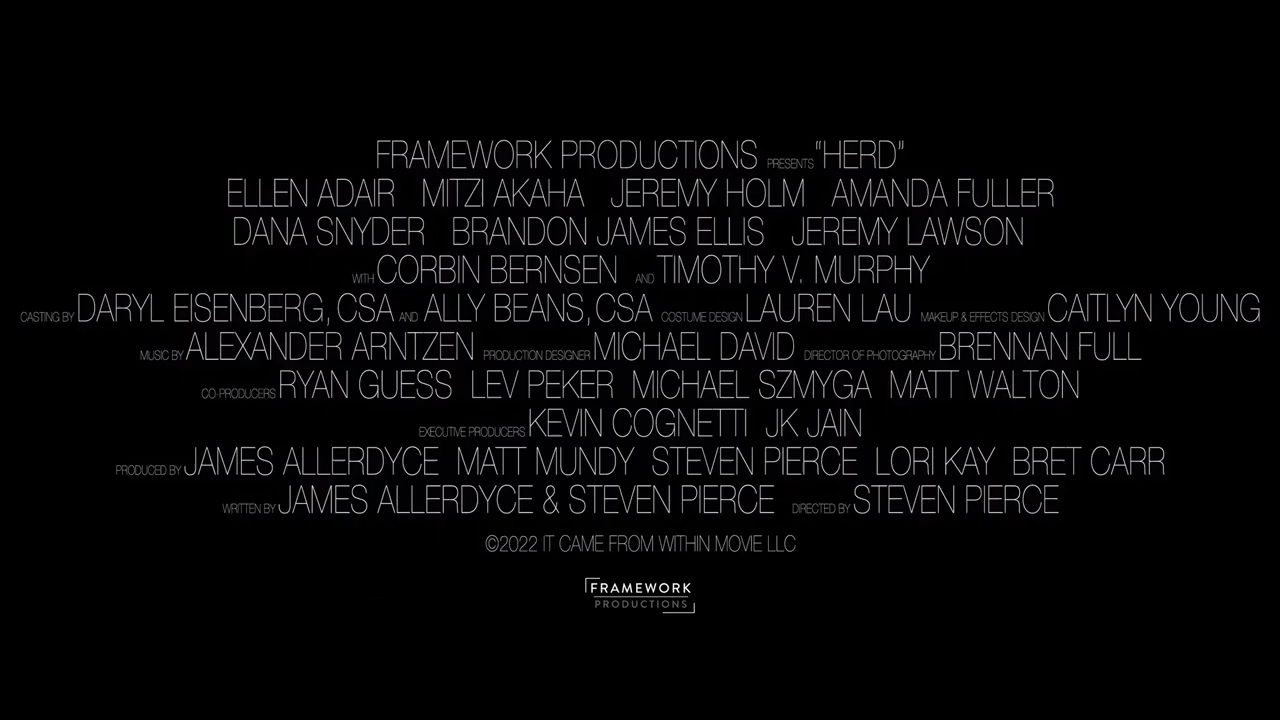 FRAMEWORK PRODUCTIONS PRESENTS "HERD"
ELLEN ADAIR MITZI AKAHA JEREMY HOLM AMANDA FULLER
DANA SNYDER BRANDON JAMES ELLIS JEREMY LAWSON
WITH CORBIN BERNSEN AND TIMOTHY V. MURPHY
CASTING BY DARYL EISENBERG, CSA AND ALLY BEANS, CSA COSTUME DESIGN LAUREN LAU MAKEUP & EFFECTS DESIGN CAITLYN YOUNG
MUSIC BY ALEXANDER ARNTZEN PRODUCTION DESIGNER MICHAEL DAVID DIRECTOR OF PHOTOGRAPHY BRENNAN FULL
CO-PRODUCERS RYAN GUESS LEV PEKER MICHAEL SZMYGA MATT WALTON
EXECUTIVE PRODUCERS KEVIN COGNETTI JK JAIN
PRODUCED BY JAMES ALLERDYCE MATT MUNDY STEVEN PIERCE LORI KAY BRET CARR
WRITTEN BY JAMES ALLERDYCE & STEVEN PIERCE DIRECTED BY STEVEN PIERCE
©2022 IT CAME FROM WITHIN MOVIE LLC
FRAMEWORK
PRODUCTIONS